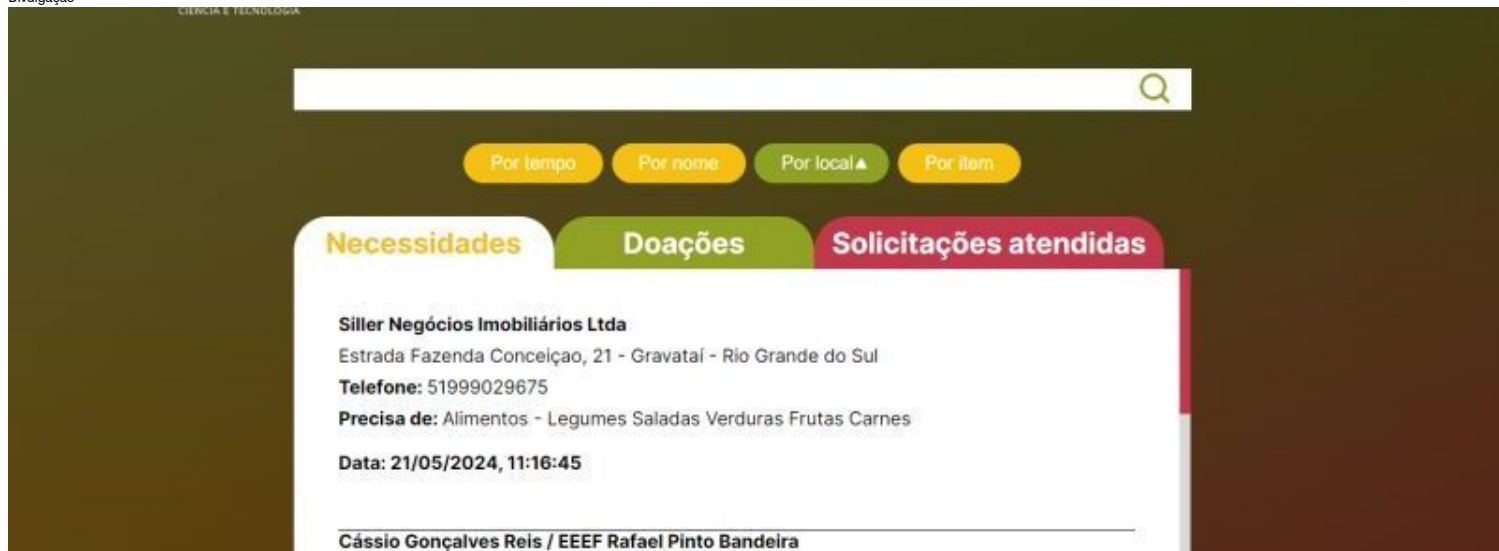 Divulgação
CIÊNCIA E TECNOLOGIA
Por tempo Por nome Por local▲ Por item
Necessidades Doações Solicitações atendidas
Siller Negócios Imobiliários Ltda
Estrada Fazenda Conceiçao, 21 - Gravataí - Rio Grande do Sul
Telefone: 51999029675
Precisa de: Alimentos - Legumes Saladas Verduras Frutas Carnes
Data: 21/05/2024, 11:16:45
Cássio Gonçalves Reis / EEEF Rafael Pinto Bandeira